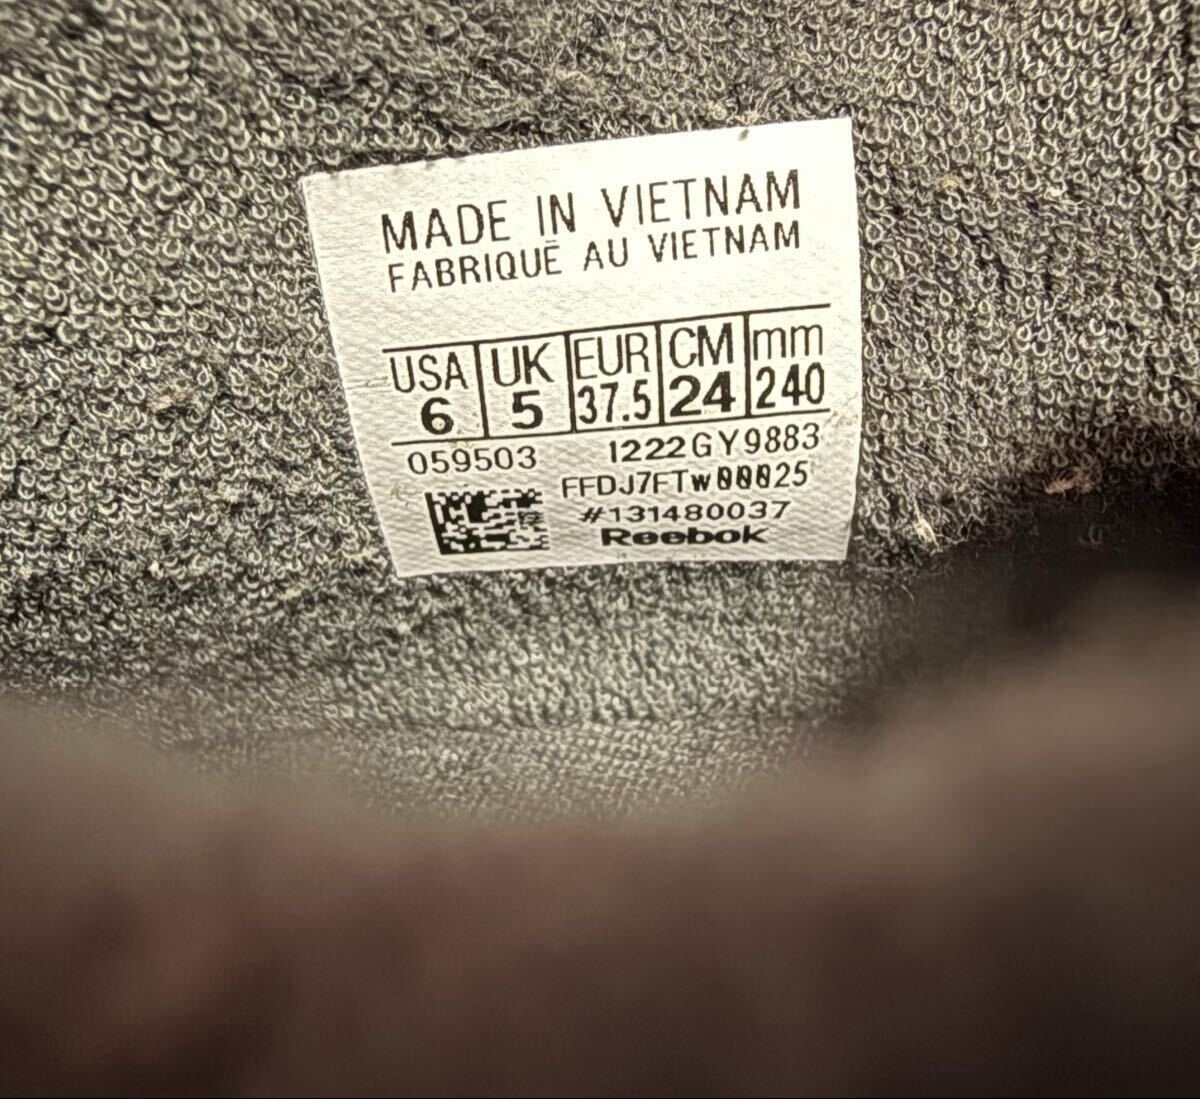 MADE IN VIETNAM
FABRIQUÉ AU VIETNAM
USA UK EUR CM mm
6 5 37.5 24 240
059503 1222GY9883
FFDJ7FTW00025
#131480037
Reebok